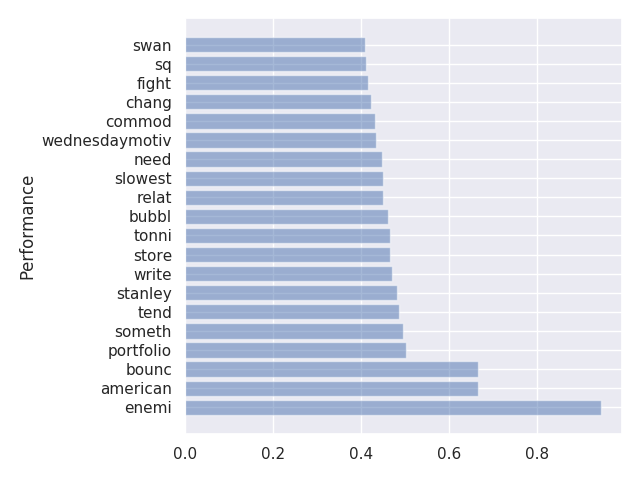 swan
sq
fight
chang
commod
wednesdaymotiv
need
slowest
relat
bubbl
tonni
store
write
stanley
tend
someth
portfolio
bounc
american
enemi
Performance
0.0 0.2 0.4 0.6 0.8